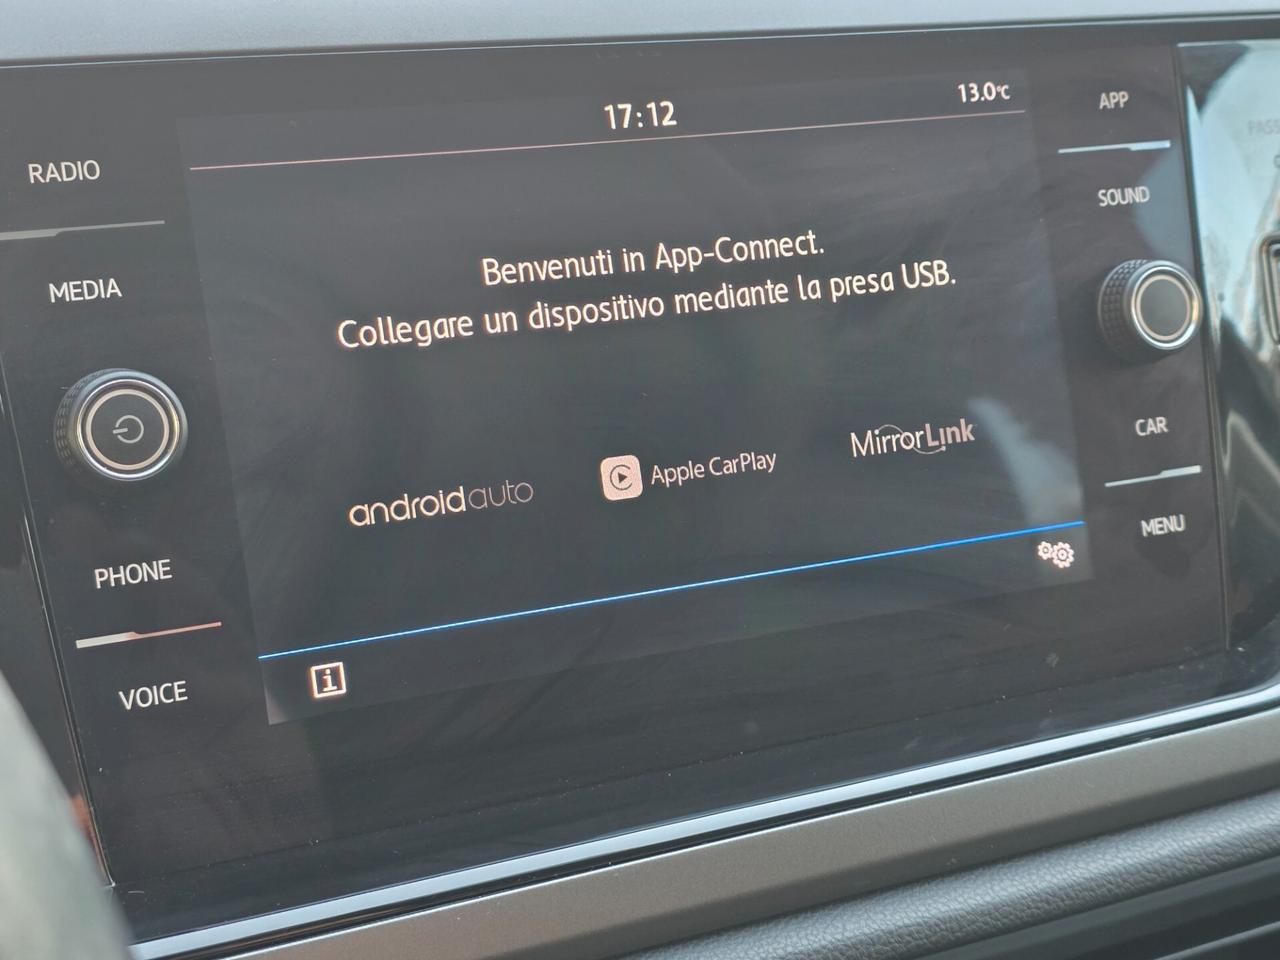 17:12
13.0°C
RADIO
MEDIA
PHONE
VOICE
Benvenuti in App-Connect.
Collegare un dispositivo mediante la presa USB.
androidauto
Apple CarPlay
MirrorLink
i
APP
SOUND
CAR
MENU